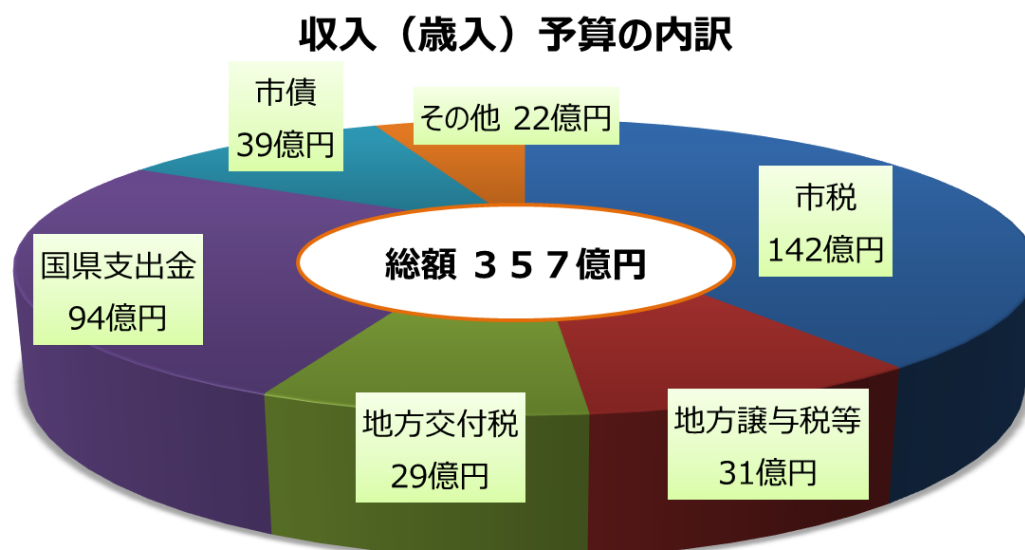 収入（歳入）予算の内訳
市債
39億円
その他 22億円
市税
142億円
国県支出金
94億円
総額 ３５７億円
地方交付税
29億円
地方譲与税等
31億円